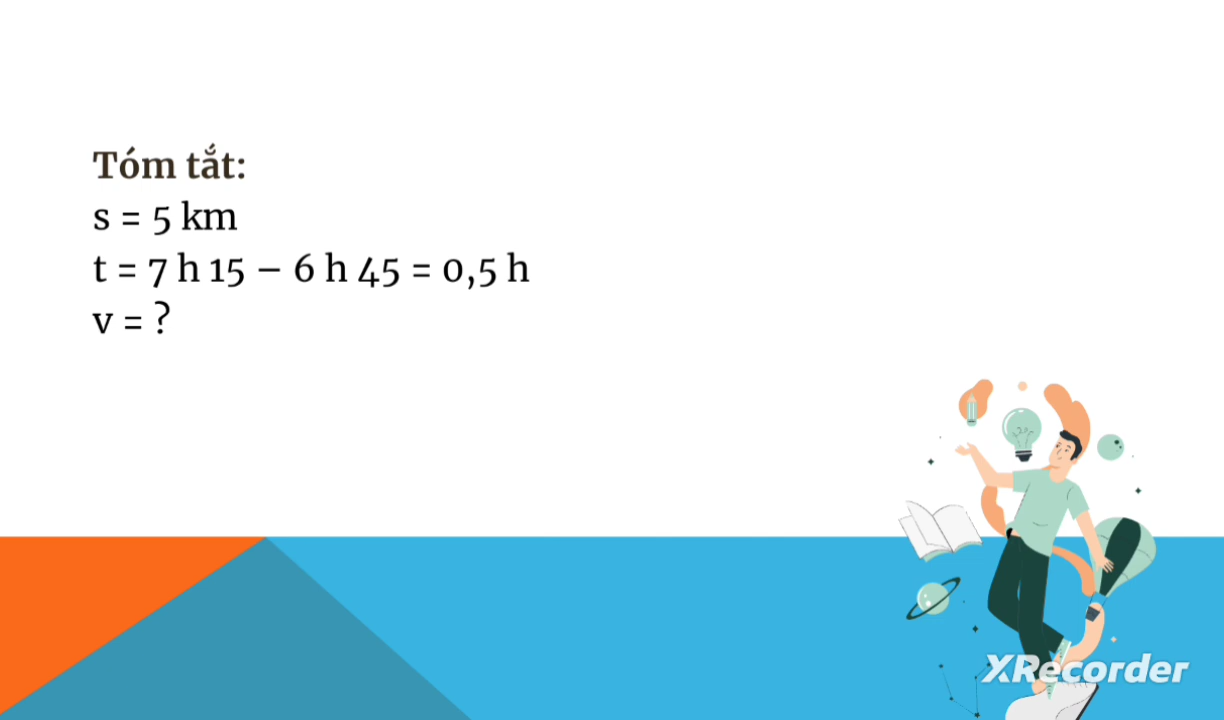 Tóm tắt:
s = 5 km
t = 7 h 15 – 6 h 45 = 0,5 h
v = ?
XRecorder